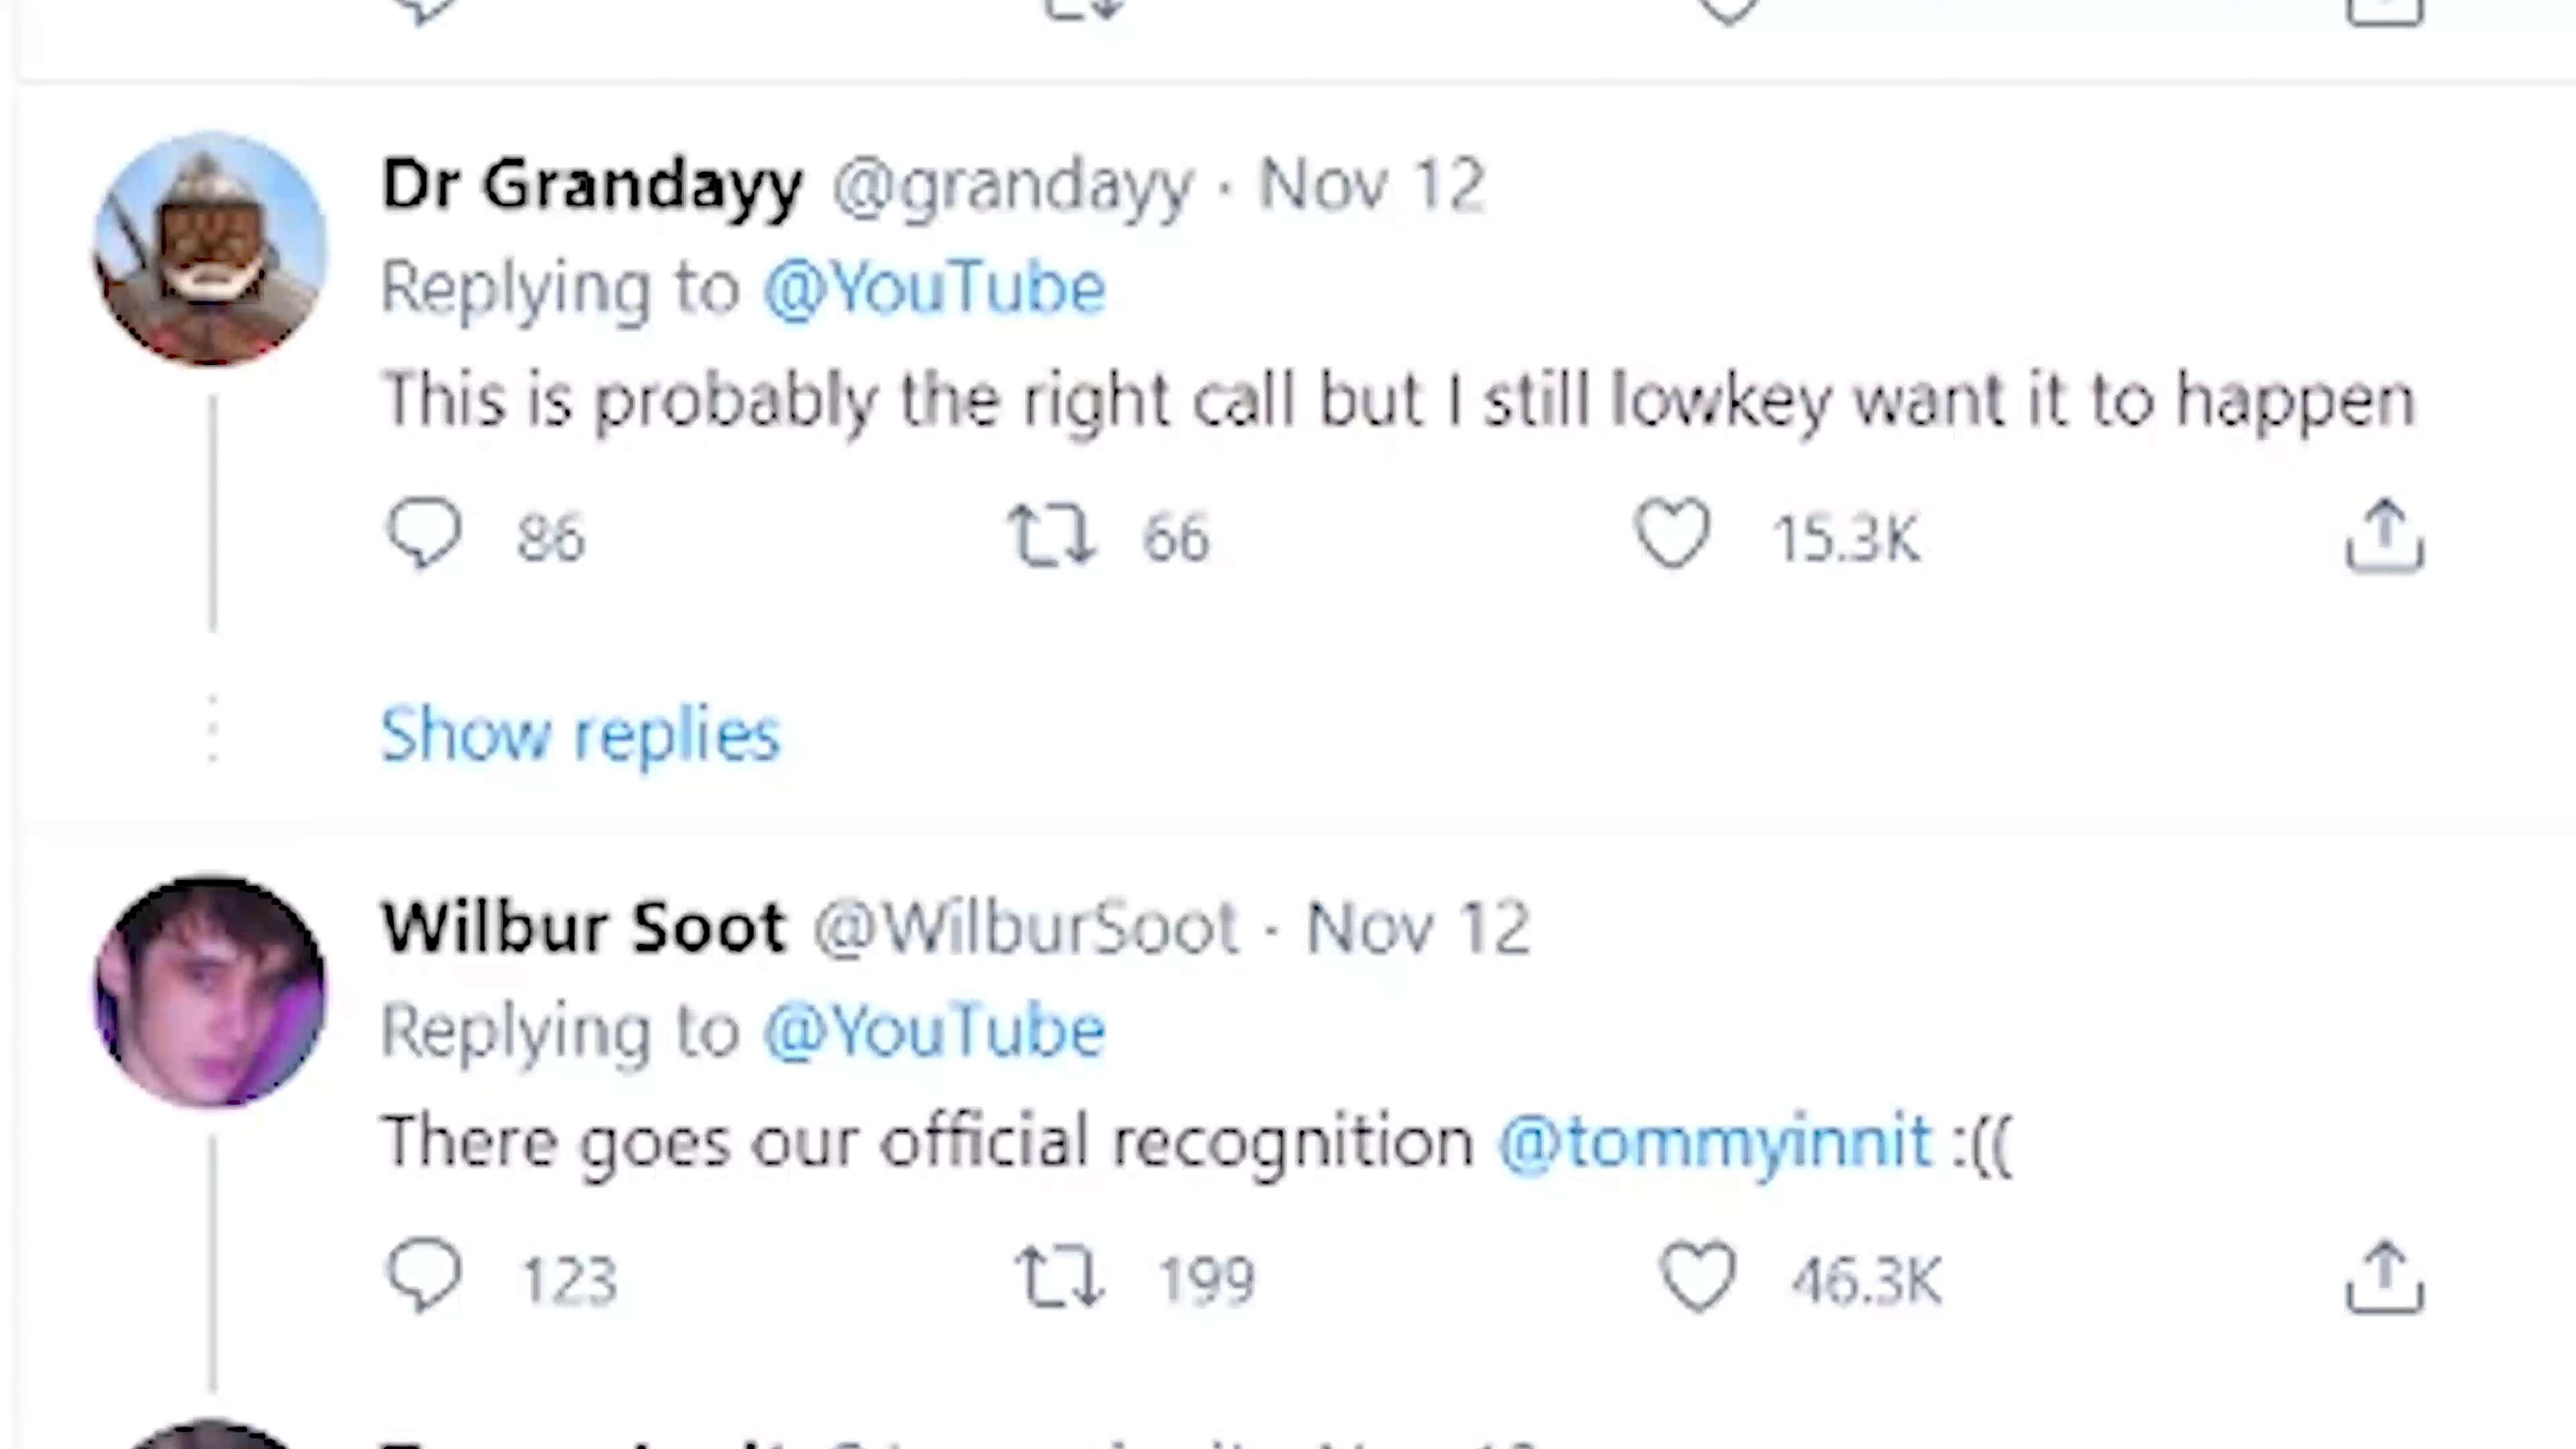 Dr Grandayy @grandayy · Nov 12
Replying to @YouTube
This is probably the right call but I still lowkey want it to happen
86 66 15.3K
Show replies
Wilbur Soot @WilburSoot · Nov 12
Replying to @YouTube
There goes our official recognition @tommyinnit :((
123 199 46.3K